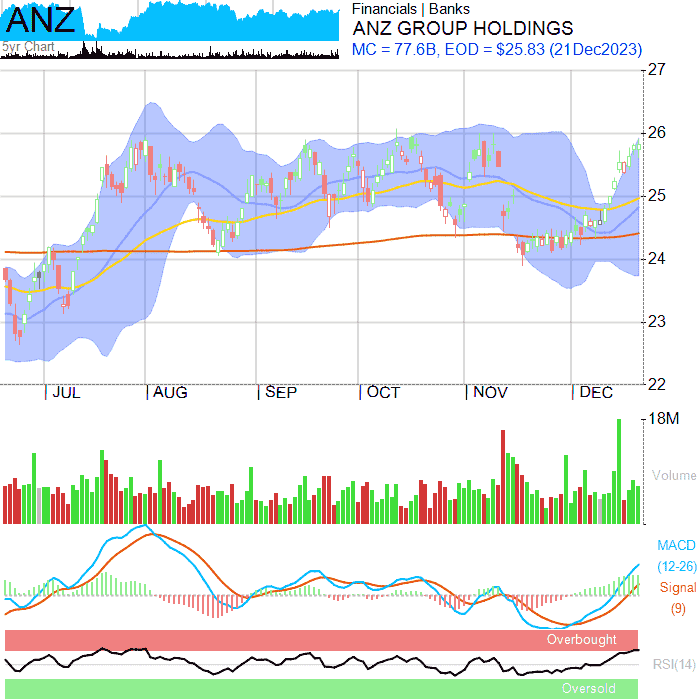 ANZ
5yr Chart
Financials | Banks
ANZ GROUP HOLDINGS
MC = 77.6B, EOD = $25.83 (21Dec2023)
27
26
25
24
23
22
JUL AUG SEP OCT NOV DEC
18M
Volume
MACD
(12-26)
Signal
(9)
Overbought
RSI(14)
Oversold